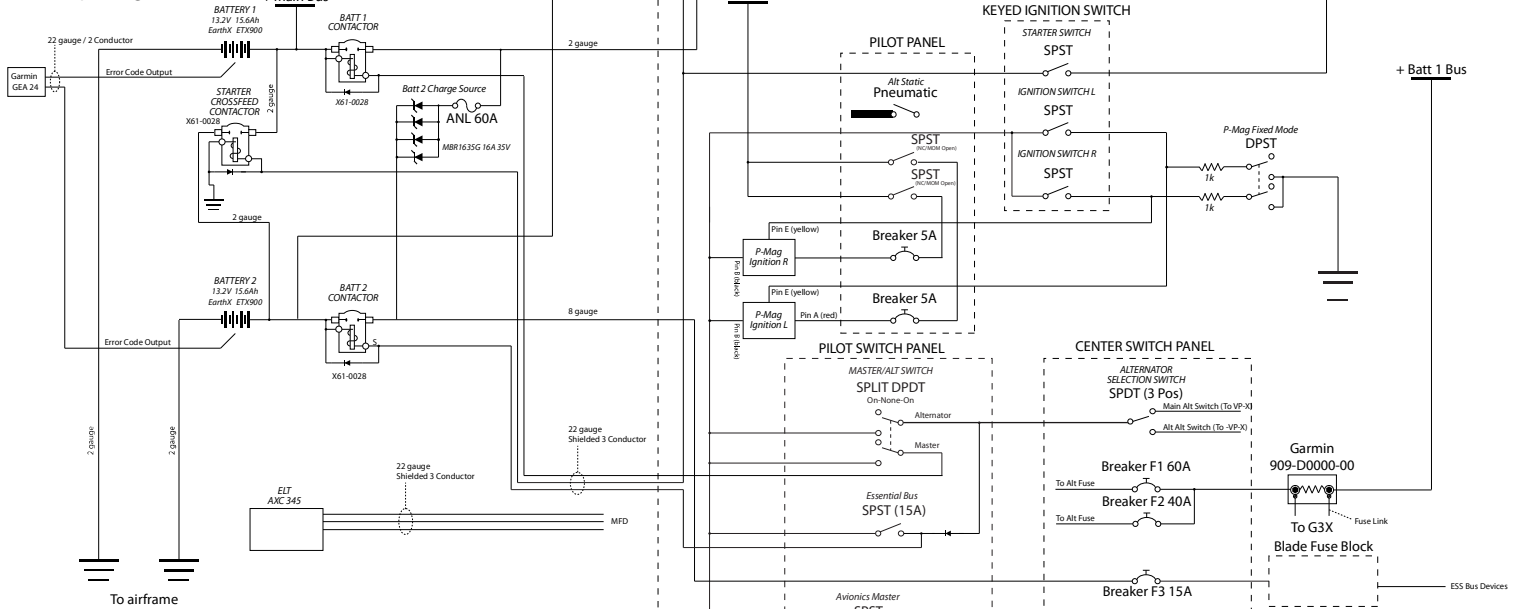 + Main Bus
BATTERY 1
13.2V 15.6Ah
EarthX ETX900
BATT 1
CONTACTOR
22 gauge / 2 Conductor
Garmin
GEA 24
Error Code Output
2 gauge
X61-0028
STARTER
CROSSFEED
CONTACTOR
X61-0028
2 gauge
Batt 2 Charge Source
ANL 60A
MBR1635G 16A 35V
2 gauge
BATTERY 2
13.2V 15.6Ah
EarthX ETX900
BATT 2
CONTACTOR
8 gauge
S
Error Code Output
X61-0028
2 gauge
2 gauge
22 gauge
Shielded 3 Conductor
22 gauge
Shielded 3 Conductor
ELT
AXC 345
MFD
To airframe
KEYED IGNITION SWITCH
STARTER SWITCH
SPST
IGNITION SWITCH L
SPST
IGNITION SWITCH R
SPST
PILOT PANEL
Alt Static
Pneumatic
SPST
(NC/MOM Open)
SPST
(NC/MOM Open)
Pin E (yellow)
Breaker 5A
P-Mag
Ignition R
Pin B (black)
Pin E (yellow)
Breaker 5A
P-Mag
Ignition L
Pin A (red)
Pin B (black)
+ Batt 1 Bus
P-Mag Fixed Mode
DPST
1k
1k
PILOT SWITCH PANEL
MASTER/ALT SWITCH
SPLIT DPDT
On-None-On
Alternator
Master
Essential Bus
SPST (15A)
Avionics Master
SPST
CENTER SWITCH PANEL
ALTERNATOR
SELECTION SWITCH
SPDT (3 Pos)
Main Alt Switch (To VP-X)
Alt Alt Switch (To -VP-X)
Breaker F1 60A
To Alt Fuse
Breaker F2 40A
To Alt Fuse
Breaker F3 15A
Garmin
909-D0000-00
To G3X
Fuse Link
Blade Fuse Block
ESS Bus Devices